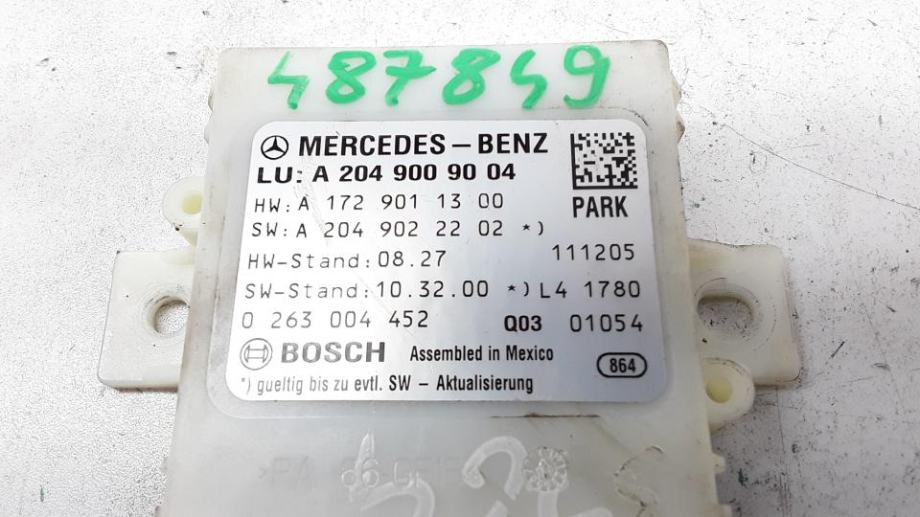 487849
MERCEDES-BENZ
LU: A 204 900 90 04
HW: A 172 901 13 00
PARK
SW: A 204 902 22 02 *)
HW-Stand: 08.27
111205
SW-Stand: 10.32.00 *) L4 1780
0 263 004 452
Q03 01054
BOSCH Assembled in Mexico
864
*) gueltig bis zu evtl. SW - Aktualisierung